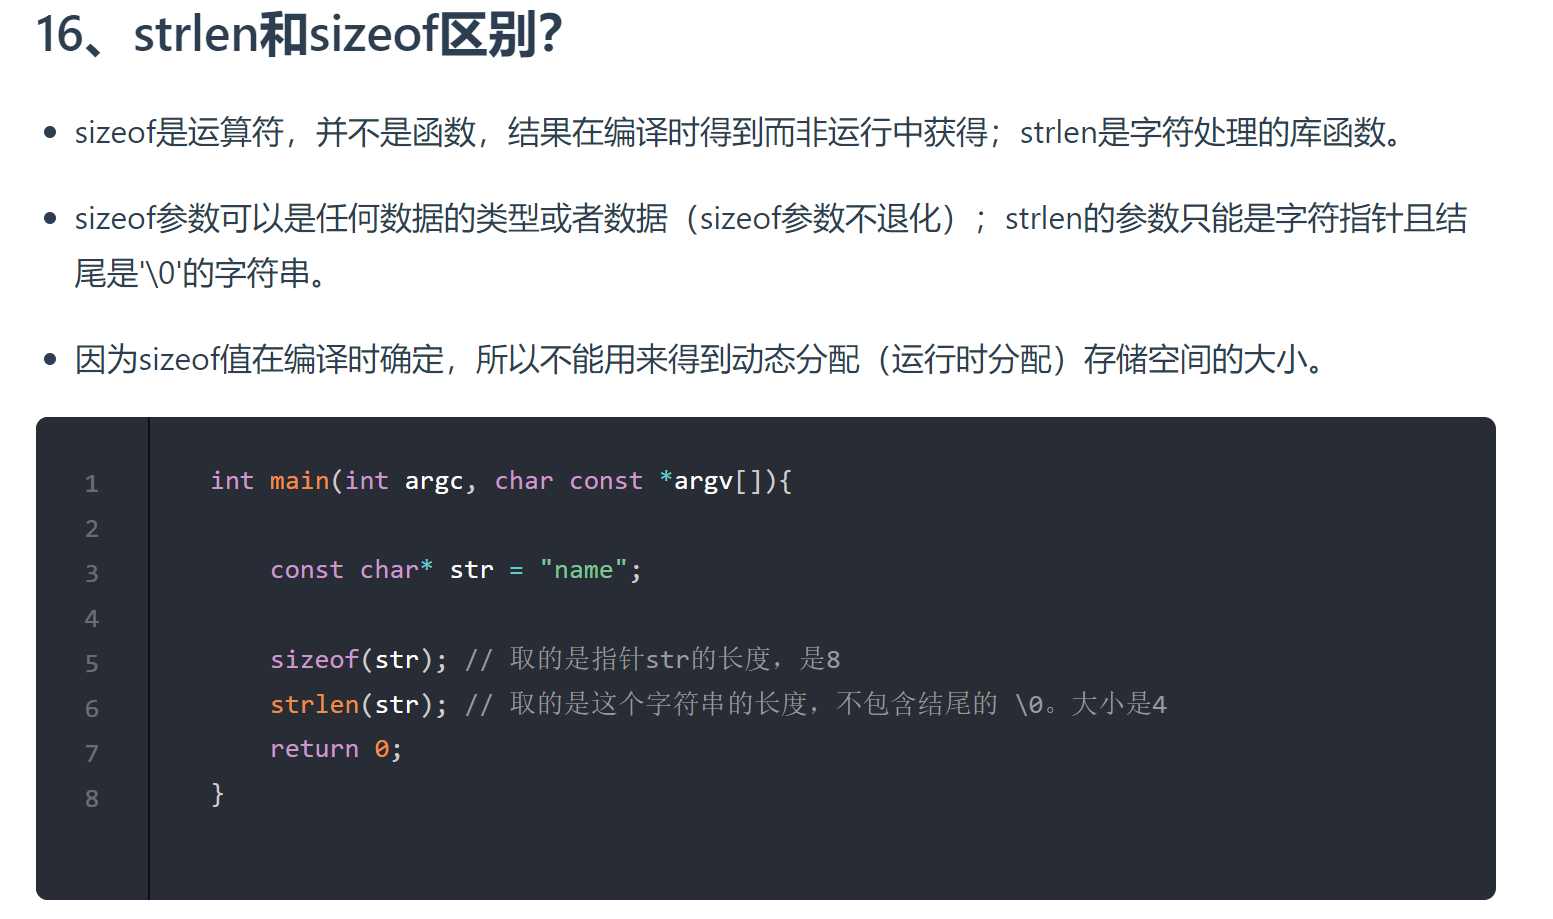 16、strlen和sizeof区别？
sizeof是运算符，并不是函数，结果在编译时得到而非运行中获得；strlen是字符处理的库函数。
sizeof参数可以是任何数据的类型或者数据（sizeof参数不退化）；strlen的参数只能是字符指针且结
尾是'\0'的字符串。
因为sizeof值在编译时确定，所以不能用来得到动态分配（运行时分配）存储空间的大小。
1 int main(int argc, char const *argv[]){
2
3 const char* str = "name";
4
5 sizeof(str); // 取的是指针str的长度，是8
6 strlen(str); // 取的是这个字符串的长度，不包含结尾的 \0。大小是4
7 return 0;
8 }